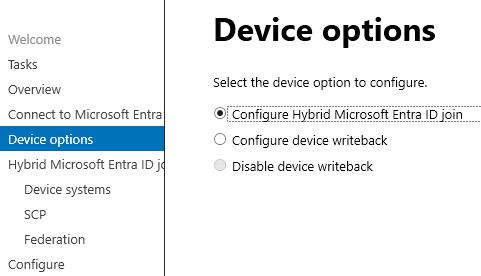 Welcome
Tasks
Overview
Connect to Microsoft Entra
Device options
Hybrid Microsoft Entra ID jo
Device systems
SCP
Federation
Configure
Device options
Select the device option to configure.
Configure Hybrid Microsoft Entra ID join
Configure device writeback
Disable device writeback